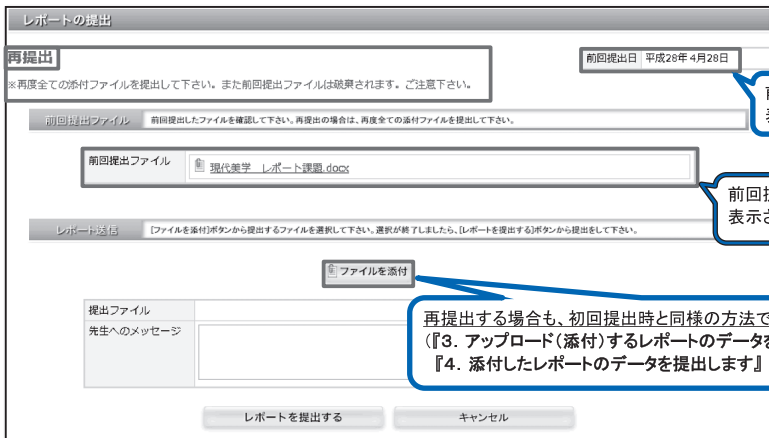 レポートの提出
再提出
前回提出日 平成28年4月28日
※再度全ての添付ファイルを提出して下さい。また前回提出ファイルは破棄されます。ご注意下さい。
前回提出ファイル 前回提出したファイルを確認して下さい。再提出の場合は、再度全ての添付ファイルを提出して下さい。
前回提出ファイル 現代美学 レポート課題.docx
前回
表示さ
レポート送信 [ファイルを添付]ボタンから提出するファイルを選択して下さい。選択が終了しましたら、[レポートを提出する]ボタンから提出をして下さい。
ファイルを添付
提出ファイル
先生へのメッセージ
再提出する場合も、初回提出時と同様の方法で
(『3.アップロード(添付)するレポートのデータを
『4.添付したレポートのデータを提出します』
レポートを提出する キャンセル